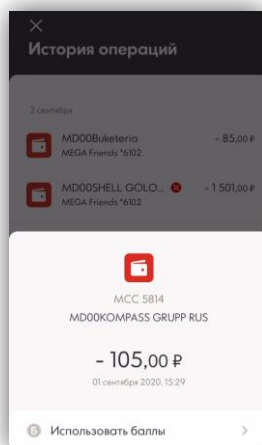 История операций
3 сентября
MD00Buketeria
- 85,00 ₽
MEGA Friends *6102
MD00SHELL GOLO...
- 1 501,00 ₽
MEGA Friends *6102
MCC 5814
MD00KOMPASS GRUPP RUS
- 105,00 ₽
01 сентября 2020, 15:29
Б Использовать баллы